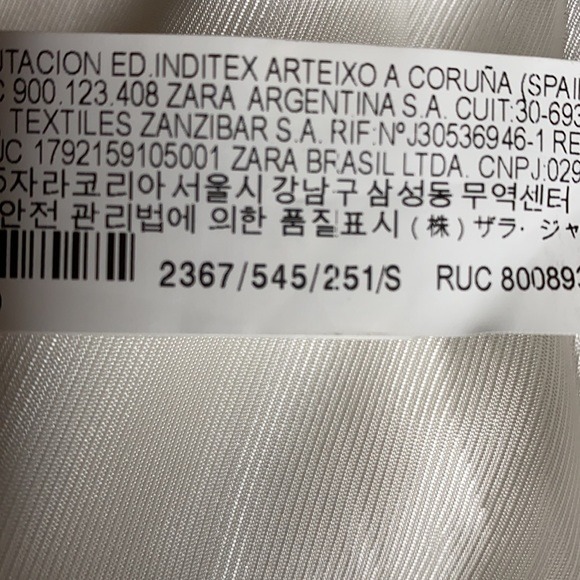 UTACION ED.INDITEX ARTEIXO A CORUÑA (SPAI
C 900.123.408 ZARA ARGENTINA S.A. CUIT:30-693
TEXTILES ZANZIBAR S.A. RIF:NºJ30536946-1 RE
UC 1792159105001 ZARA BRASIL LTDA. CNPJ:029
5자라코리아서울시 강남구 삼성동 무역센터
안전 관리법에 의한 품질표시 (株) ザラ・ジャ
2367/545/251/S RUC 800893